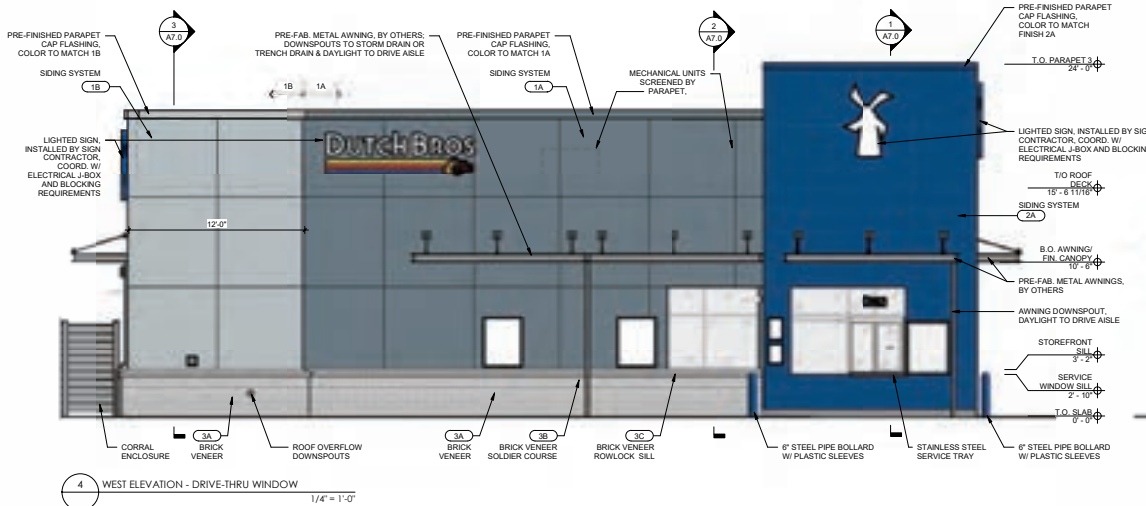 3
A7.0
2
A7.0
1
A7.0
PRE-FINISHED PARAPET
CAP FLASHING,
COLOR TO MATCH 1B
SIDING SYSTEM
1B
PRE-FAB. METAL AWNING, BY OTHERS;
DOWNSPOUTS TO STORM DRAIN OR
TRENCH DRAIN & DAYLIGHT TO DRIVE AISLE
1B
1A
PRE-FINISHED PARAPET
CAP FLASHING,
COLOR TO MATCH 1A
SIDING SYSTEM
1A
MECHANICAL UNITS
SCREENED BY
PARAPET,
PRE-FINISHED PARAPET
CAP FLASHING,
COLOR TO MATCH
FINISH 2A
T.O. PARAPET 3
24' - 0"
LIGHTED SIGN,
INSTALLED BY SIGN
CONTRACTOR,
COORD. W/
ELECTRICAL J-BOX
AND BLOCKING
REQUIREMENTS
DUTCH BROS
LIGHTED SIGN, INSTALLED BY SIG
CONTRACTOR, COORD. W/
ELECTRICAL J-BOX AND BLOCKING
REQUIREMENTS
T/O ROOF
DECK
15' - 6 11/16"
SIDING SYSTEM
2A
12'-0"
B.O. AWNING/
FIN. CANOPY
10' - 6"
PRE-FAB. METAL AWNINGS,
BY OTHERS
AWNING DOWNSPOUT,
DAYLIGHT TO DRIVE AISLE
STOREFRONT
SILL
3' - 2"
SERVICE
WINDOW SILL
2' - 10"
T.O. SLAB
0' - 0"
CORRAL
ENCLOSURE
3A
BRICK
VENEER
ROOF OVERFLOW
DOWNSPOUTS
3A
BRICK
VENEER
3B
BRICK VENEER
SOLDIER COURSE
3C
BRICK VENEER
ROWLOCK SILL
6" STEEL PIPE BOLLARD
W/ PLASTIC SLEEVES
STAINLESS STEEL
SERVICE TRAY
6" STEEL PIPE BOLLARD
W/ PLASTIC SLEEVES
4
WEST ELEVATION - DRIVE-THRU WINDOW
1/4" = 1'-0"